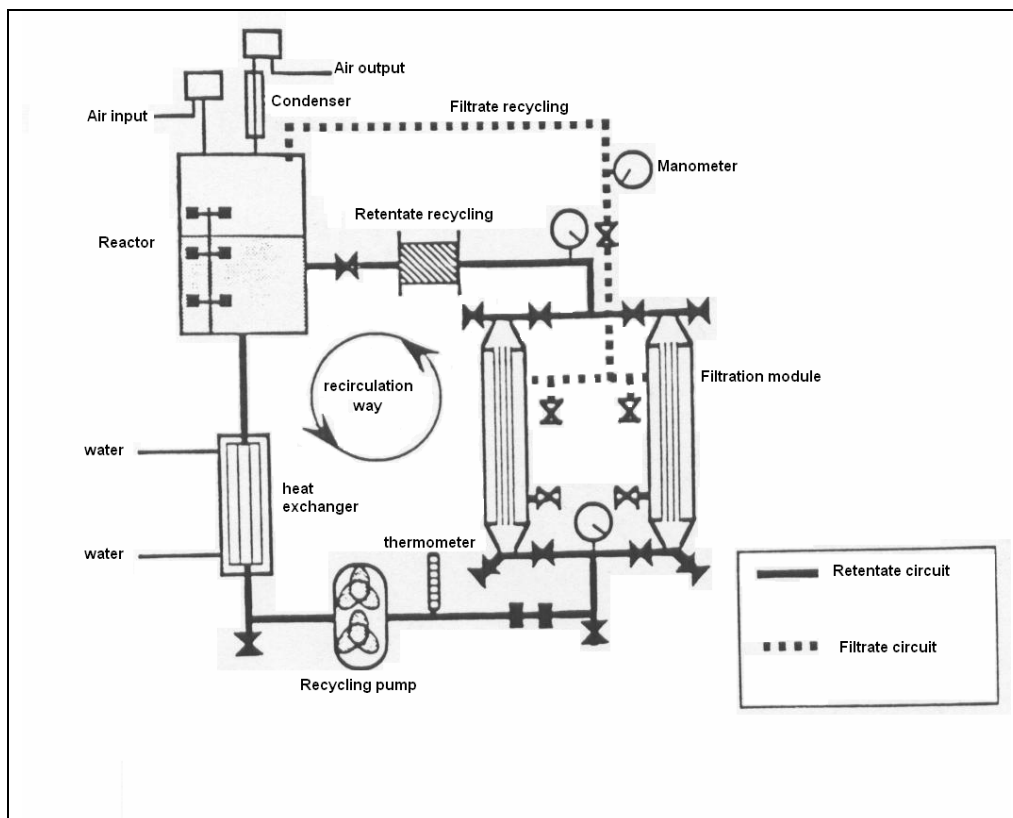 Air output
Condenser
Air input
Filtrate recycling
Manometer
Retentate recycling
Reactor
Filtration module
recirculation
way
water
heat
exchanger
water
thermometer
Retentate circuit
Filtrate circuit
Recycling pump